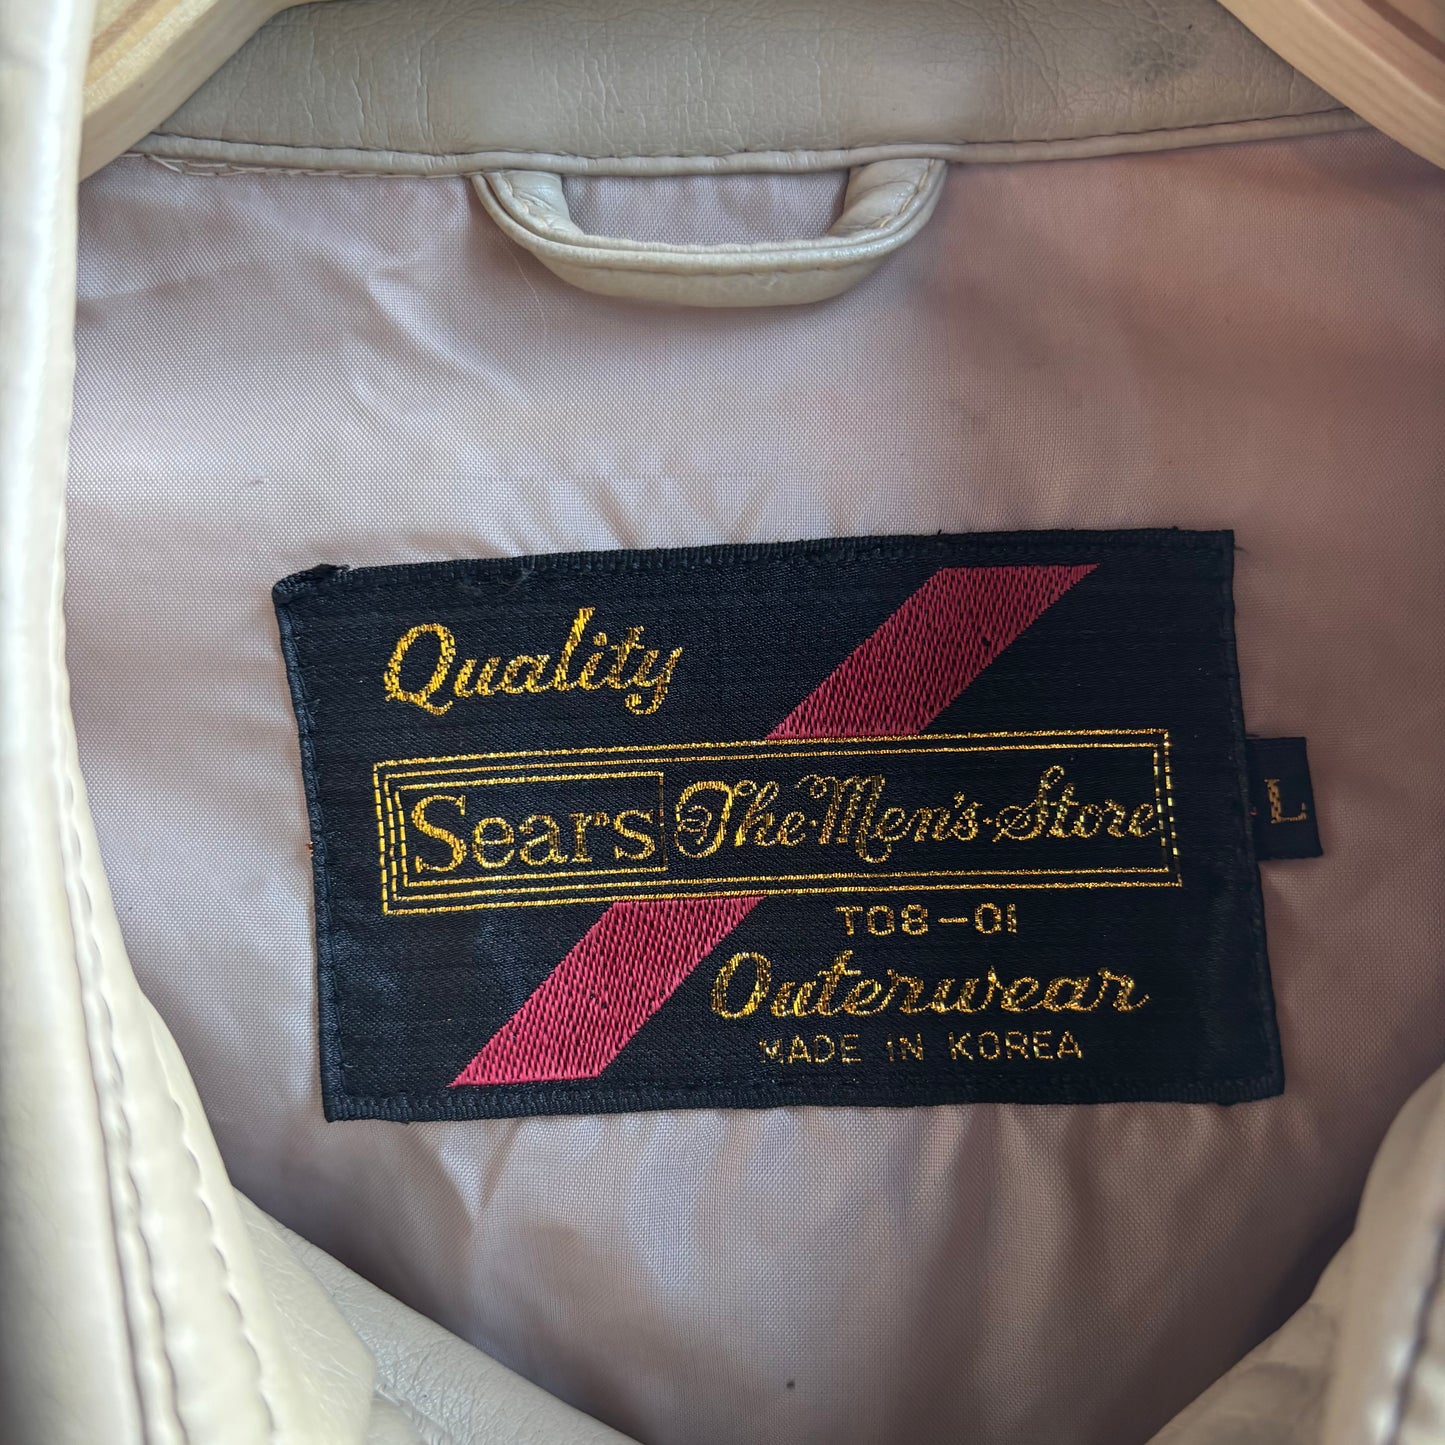 Quality
Sears The Men's Store
L
T08-01
Outerwear
MADE IN KOREA